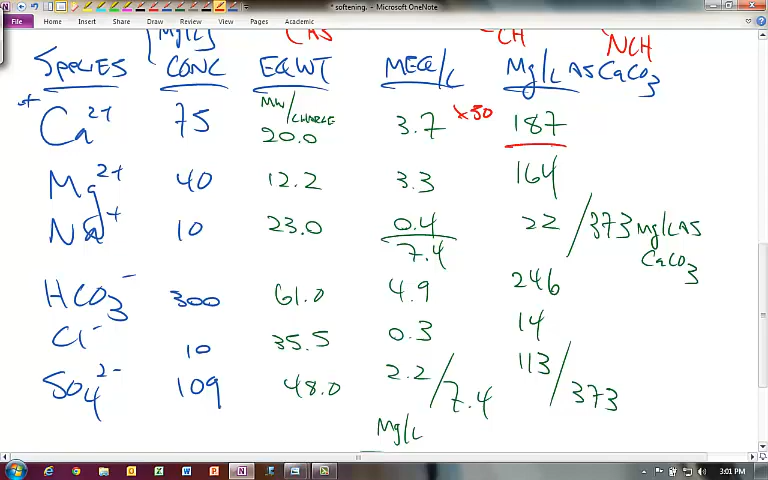 softening. - Microsoft OneNote
File Home Insert Share Draw Review View Pages Academic
Mg/L CAS -CH NCH
SPECIES CONC EQWT MEQ/L Mg/L AS CaCO3
MW/CHARGE
Ca2+ 75 20.0 3.7 x50 187
Mg2+ 40 12.2 3.3 164
Na+ 10 23.0 0.4 22 / 373 Mg/L AS
7.4 CaCO3
HCO3- 300 61.0 4.9 246
Cl- 10 35.5 0.3 14
SO42- 109 48.0 2.2 / 7.4 113 / 373
Mg/L
3:01 PM